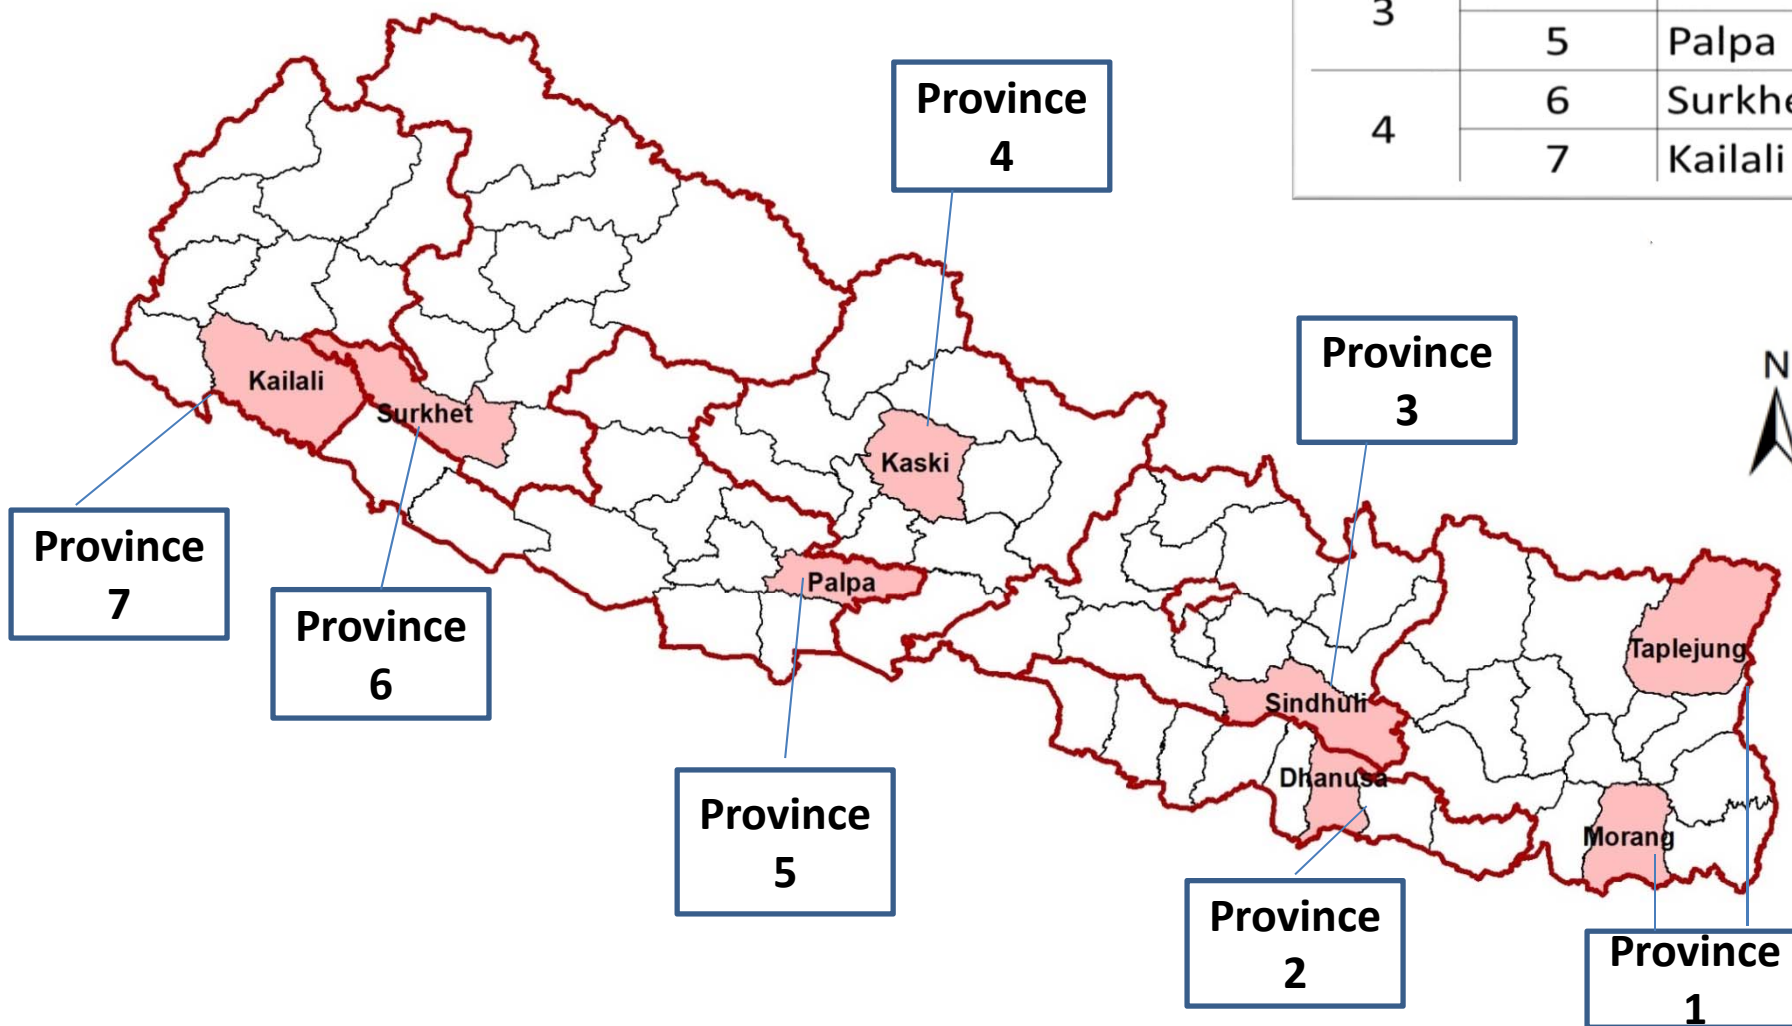 3
5 Palpa
6
4
7 Kailali
Province
4
Province
3
N
Kailali
Surkhet
Kaski
Province
7
Palpa
Province
6
Taplejung
Sindhuli
Dhanusa
Province
5
Morang
Province
2
Province
1